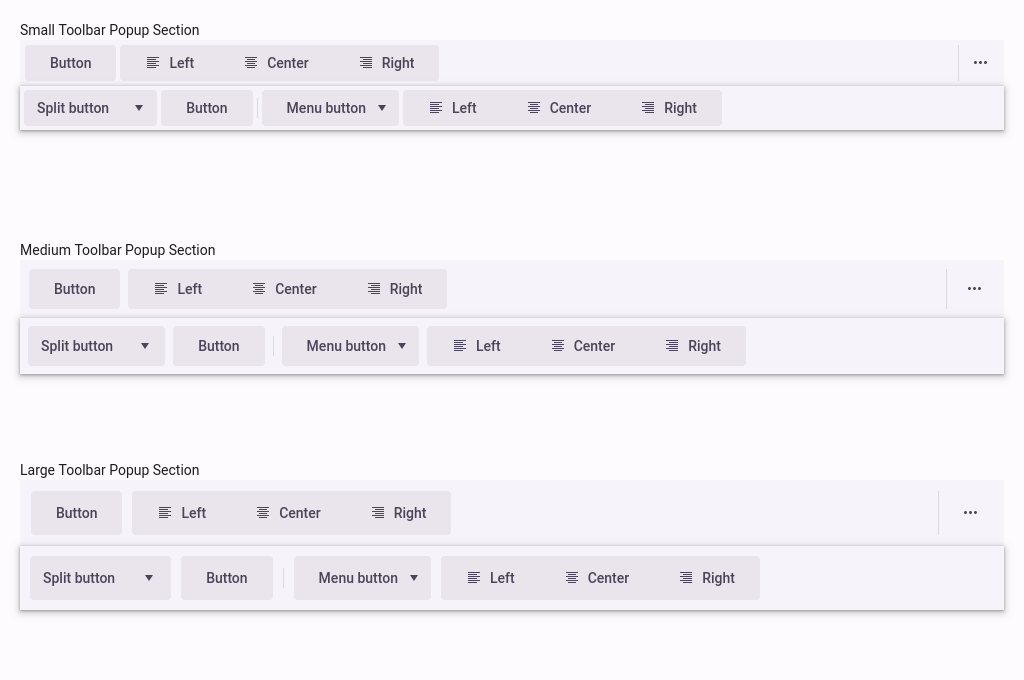 Small Toolbar Popup Section
Button Left Center Right
Split button Button Menu button Left Center Right
Medium Toolbar Popup Section
Button Left Center Right
Split button Button Menu button Left Center Right
Large Toolbar Popup Section
Button Left Center Right
Split button Button Menu button Left Center Right